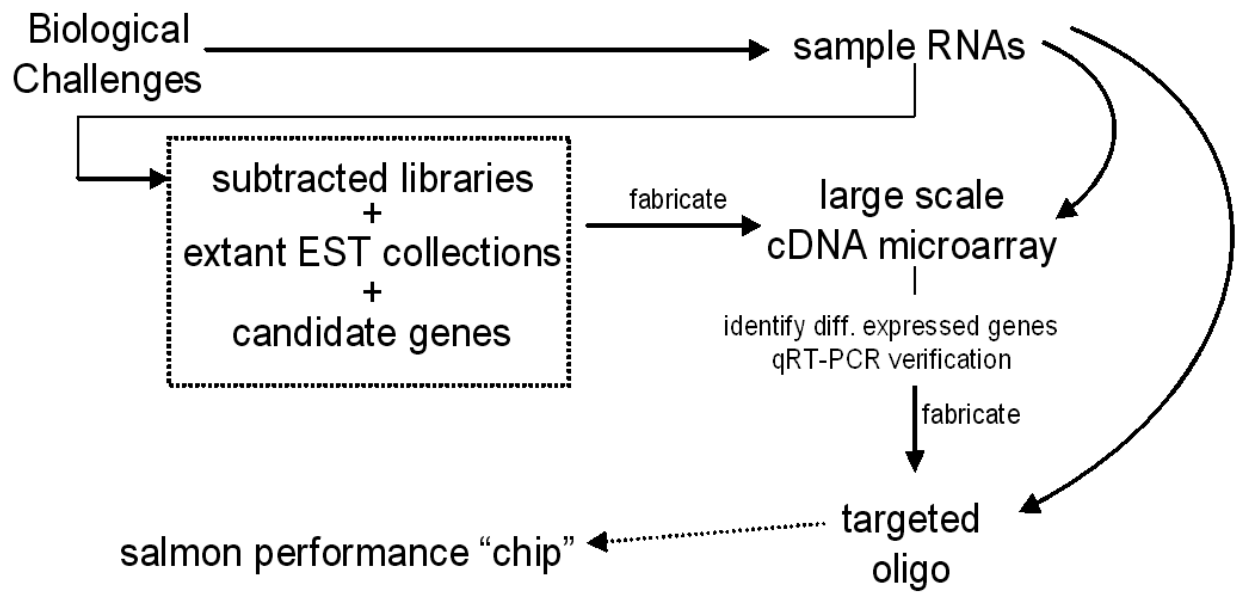 Biological
Challenges
sample RNAs
subtracted libraries
+
extant EST collections
+
candidate genes
fabricate
large scale
cDNA microarray
identify diff. expressed genes
qRT-PCR verification
fabricate
targeted
oligo
salmon performance “chip”